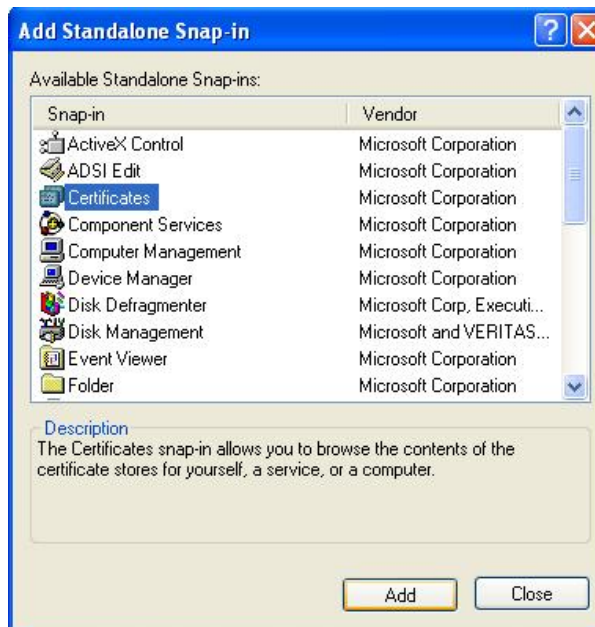 Add Standalone Snap-in
Available Standalone Snap-ins:
Snap-in Vendor
ActiveX Control Microsoft Corporation
ADSI Edit Microsoft Corporation
Certificates Microsoft Corporation
Component Services Microsoft Corporation
Computer Management Microsoft Corporation
Device Manager Microsoft Corporation
Disk Defragmenter Microsoft Corp, Executi...
Disk Management Microsoft and VERITAS...
Event Viewer Microsoft Corporation
Folder Microsoft Corporation
Description
The Certificates snap-in allows you to browse the contents of the
certificate stores for yourself, a service, or a computer.
Add Close